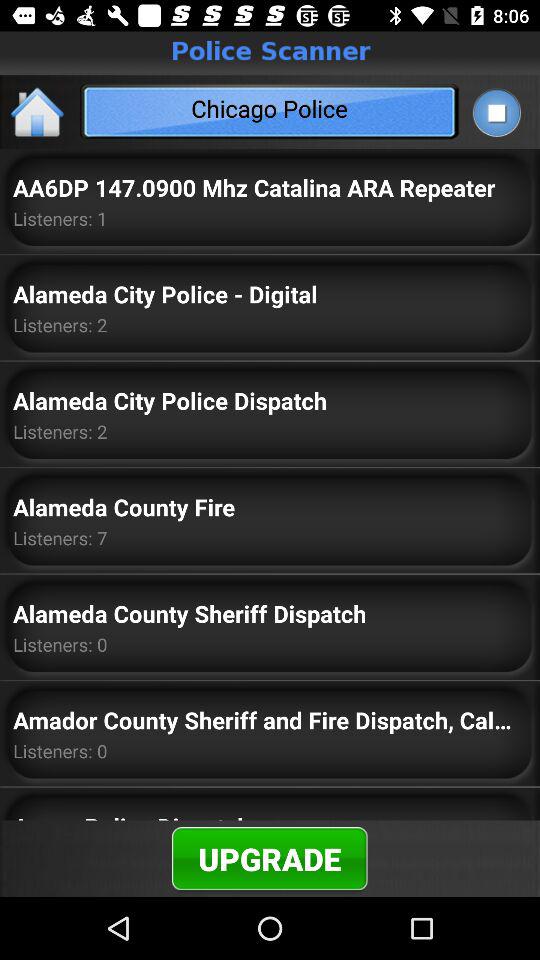 8:06
Police Scanner
Chicago Police
AA6DP 147.0900 Mhz Catalina ARA Repeater
Listeners: 1
Alameda City Police - Digital
Listeners: 2
Alameda City Police Dispatch
Listeners: 2
Alameda County Fire
Listeners: 7
Alameda County Sheriff Dispatch
Listeners: 0
Amador County Sheriff and Fire Dispatch, Cal...
Listeners: 0
UPGRADE